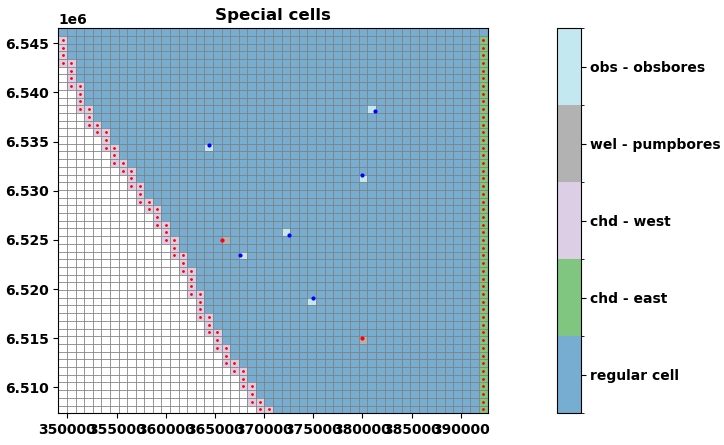 Special cells
1e6
6.545
6.540
6.535
6.530
6.525
6.520
6.515
6.510
350000 355000 360000 365000 370000 375000 380000 385000 390000
obs - obsbores
wel - pumpbores
chd - west
chd - east
regular cell